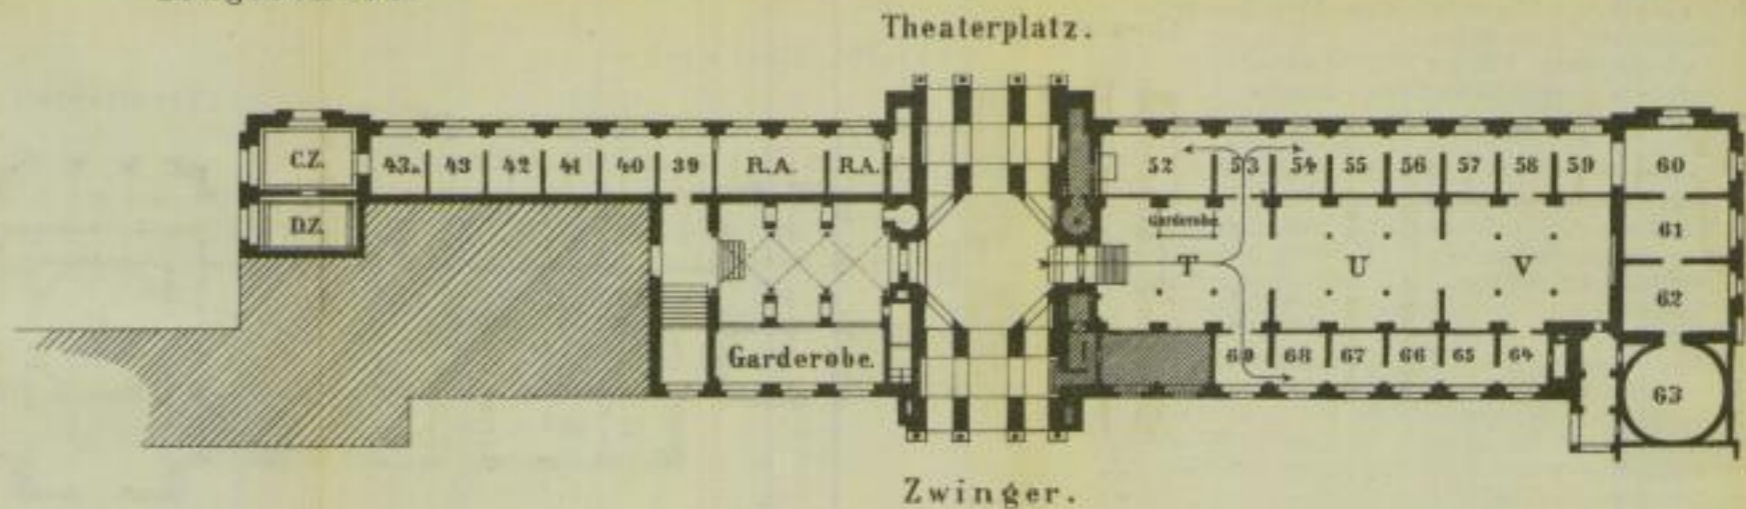 Theaterplatz.
C.Z. 43a. 43 42 41 40 39 R.A. R.A. 52 53 54 55 56 57 58 59 60
D.Z. Garderobe. 61
T U V
62
Garderobe. 69 68 67 66 65 64
63
Zwinger.